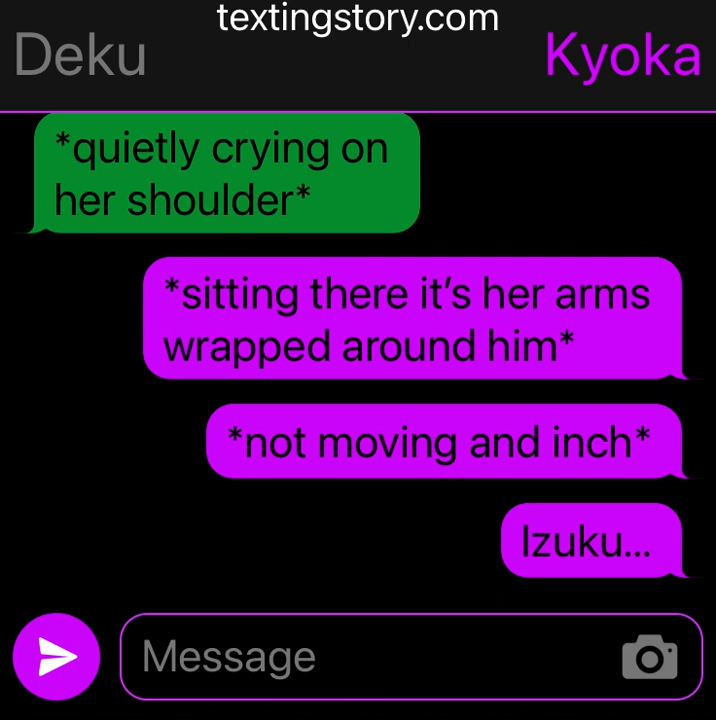 textingstory.com
Deku
Kyoka
*quietly crying on
her shoulder*
*sitting there it’s her arms
wrapped around him*
*not moving and inch*
Izuku...
Message